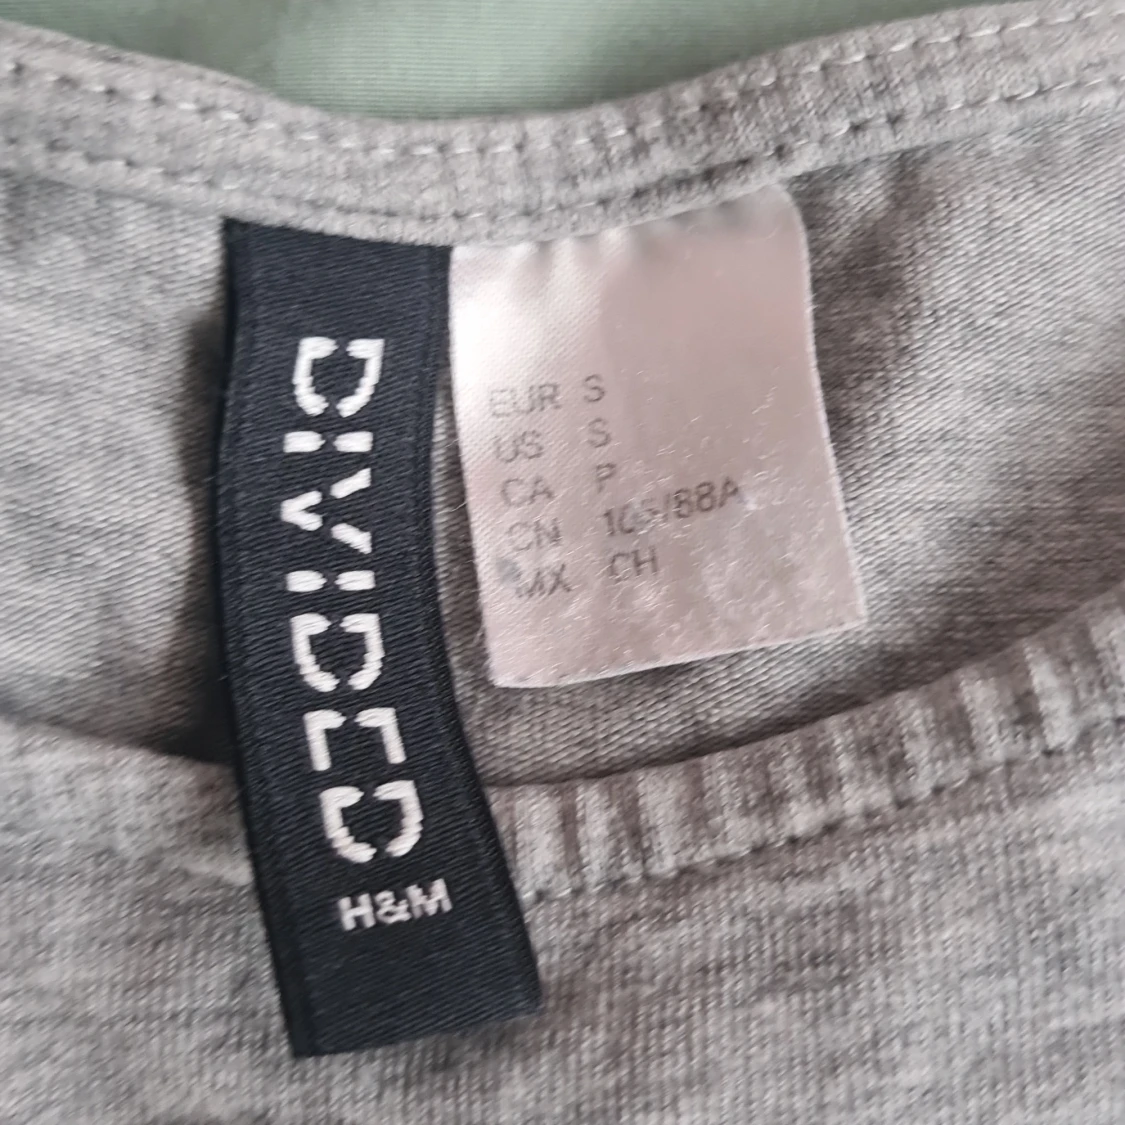 DIVIDED
H&M
EUR S
US S
CA P
CN
MX CH